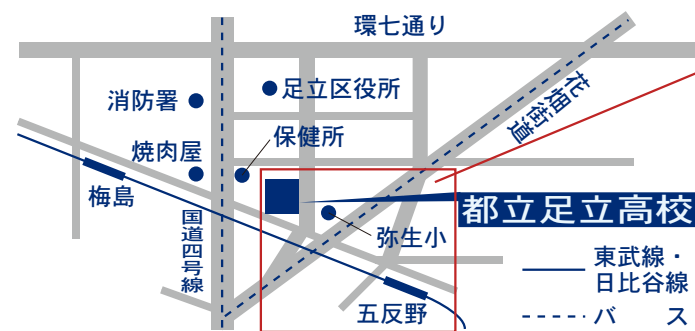 環七通り
消防署
足立区役所
花畑街道
保健所
焼肉屋
梅島
国道四号線
都立足立高校
弥生小
五反野
東武線・
日比谷線
バス